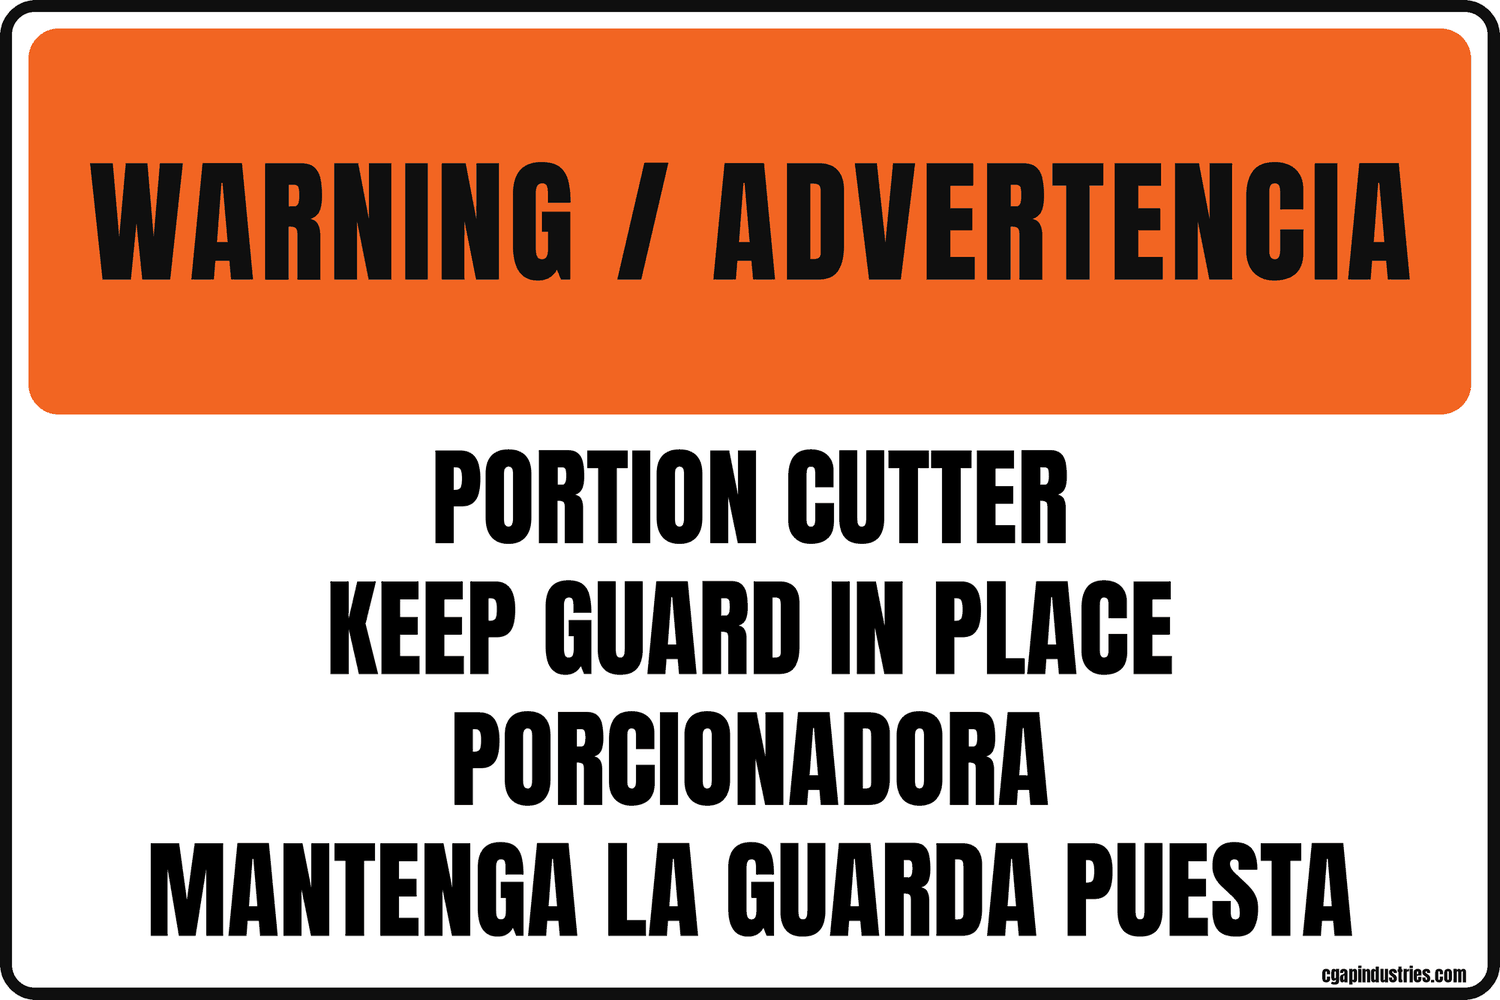 WARNING / ADVERTENCIA
PORTION CUTTER
KEEP GUARD IN PLACE
PORCIONADORA
MANTENGA LA GUARDA PUESTA
cgapindustries.com